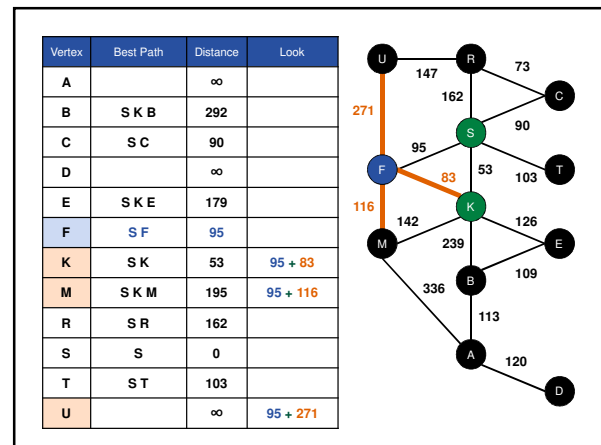 Vertex Best Path Distance Look
A ∞
B S K B 292
C S C 90
D ∞
E S K E 179
F S F 95
K S K 53 95 + 83
M S K M 195 95 + 116
R S R 162
S S 0
T S T 103
U ∞ 95 + 271
U R
147 73
C
271 162
90
S
95
F 83 53 103 T
K
116
142 126
M 239 E
109
B
336
113
A
120
D